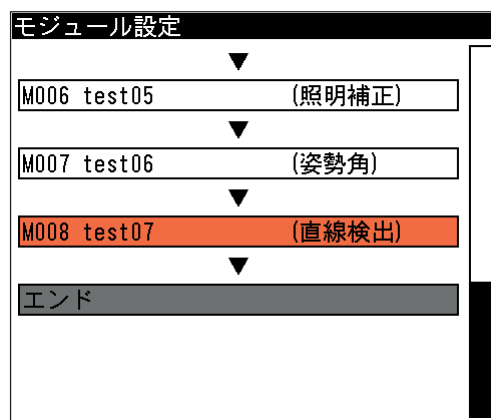 モジュール設定
▼
M006 test05 (照明補正)
▼
M007 test06 (姿勢角)
▼
M008 test07 (直線検出)
▼
エンド